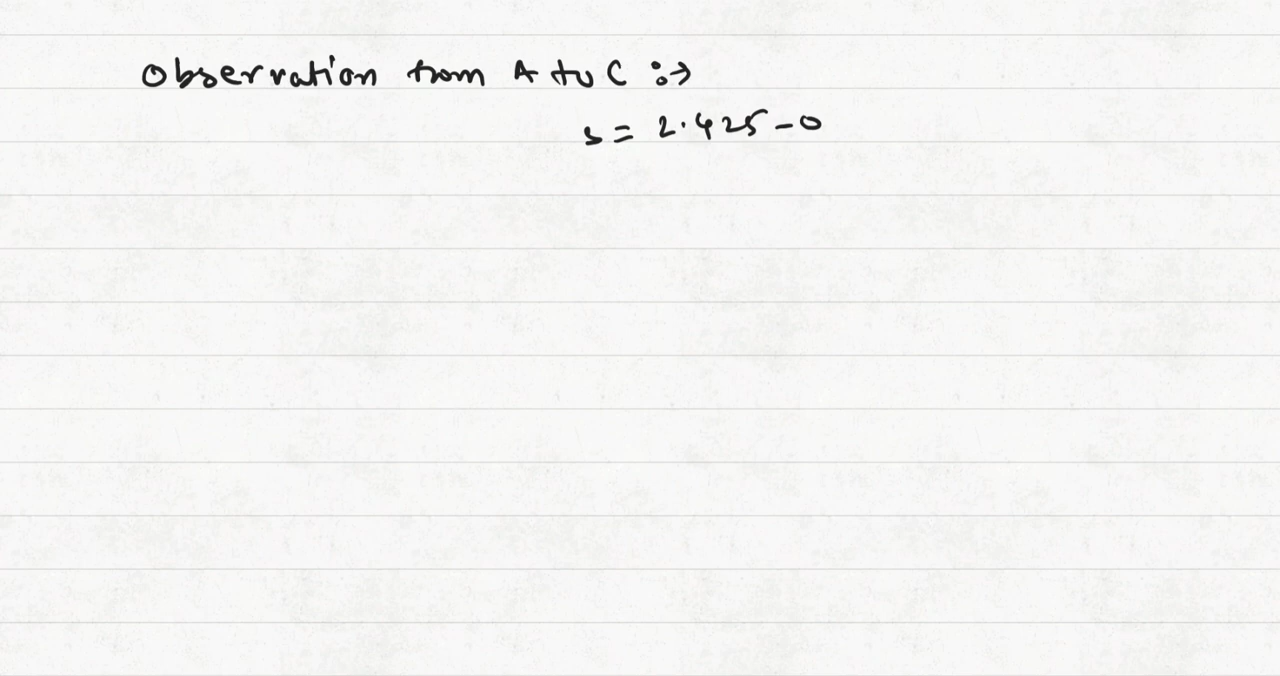 Observation from A to C :→
s = 2.425 - 0